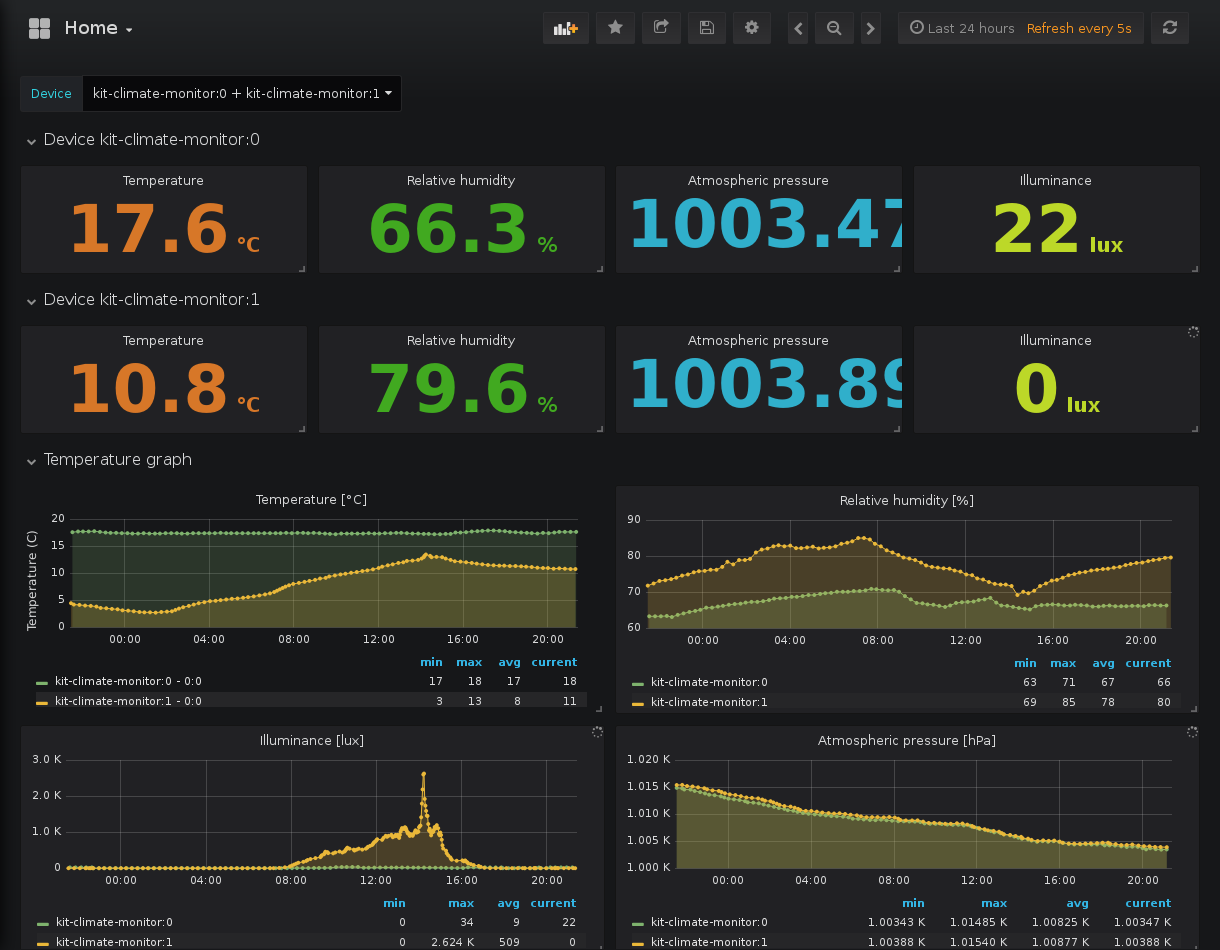 Home
Last 24 hours Refresh every 5s
Device kit-climate-monitor:0 + kit-climate-monitor:1
Device kit-climate-monitor:0
Temperature Relative humidity Atmospheric pressure Illuminance
17.6 °C 66.3 % 1003.47 22 lux
Device kit-climate-monitor:1
Temperature Relative humidity Atmospheric pressure Illuminance
10.8 °C 79.6 % 1003.89 0 lux
Temperature graph
Temperature [°C]
Temperature (C)
20
15
10
5
0
00:00 04:00 08:00 12:00 16:00 20:00
min max avg current
kit-climate-monitor:0 - 0:0 17 18 17 18
kit-climate-monitor:1 - 0:0 3 13 8 11
Relative humidity [%]
90
80
70
60
00:00 04:00 08:00 12:00 16:00 20:00
min max avg current
kit-climate-monitor:0 63 71 67 66
kit-climate-monitor:1 69 85 78 80
Illuminance [lux]
3.0 K
2.0 K
1.0 K
0
00:00 04:00 08:00 12:00 16:00 20:00
min max avg current
kit-climate-monitor:0 0 34 9 22
kit-climate-monitor:1 0 2.624 K 509 0
Atmospheric pressure [hPa]
1.020 K
1.015 K
1.010 K
1.005 K
1.000 K
00:00 04:00 08:00 12:00 16:00 20:00
min max avg current
kit-climate-monitor:0 1.00343 K 1.01485 K 1.00825 K 1.00347 K
kit-climate-monitor:1 1.00388 K 1.01540 K 1.00877 K 1.00388 K